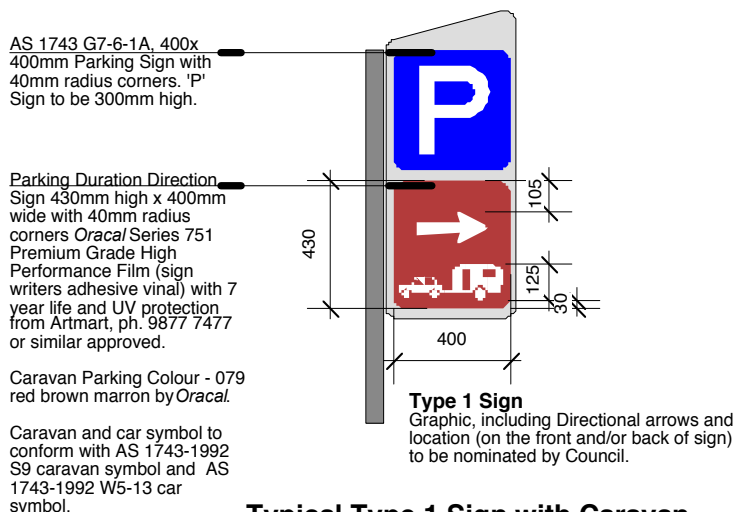 AS 1743 G7-6-1A, 400x
400mm Parking Sign with
40mm radius corners. 'P'
Sign to be 300mm high.
P
Parking Duration Direction
Sign 430mm high x 400mm
wide with 40mm radius
corners Oracal Series 751
Premium Grade High
Performance Film (sign
writers adhesive vinal) with 7
year life and UV protection
from Artmart, ph. 9877 7477
or similar approved.
Caravan Parking Colour - 079
red brown marron by Oracal.
Caravan and car symbol to
conform with AS 1743-1992
S9 caravan symbol and AS
1743-1992 W5-13 car
symbol.
430
105
125
30
400
Type 1 Sign
Graphic, including Directional arrows and
location (on the front and/or back of sign)
to be nominated by Council.
Typical Type 1 Sign with Caravan